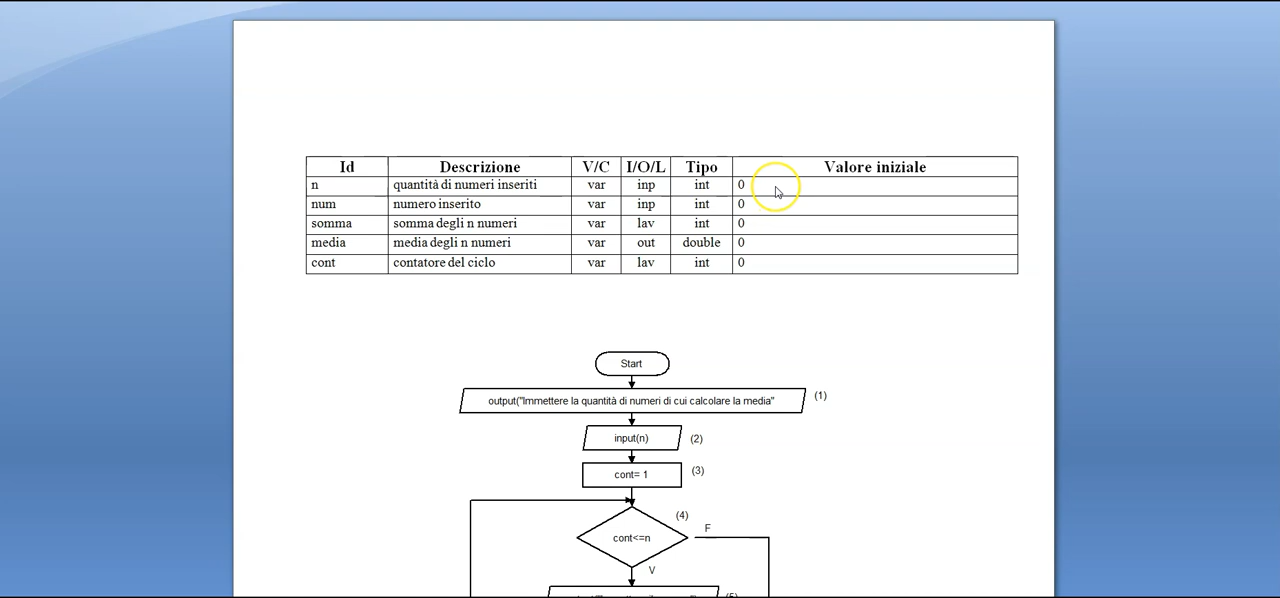 Id Descrizione V/C I/O/L Tipo Valore iniziale
n quantità di numeri inseriti var inp int 0
num numero inserito var inp int 0
somma somma degli n numeri var lav int 0
media media degli n numeri var out double 0
cont contatore del ciclo var lav int 0
Start
output("Immettere la quantità di numeri di cui calcolare la media" (1)
input(n) (2)
cont= 1 (3)
(4)
cont<=n F
V